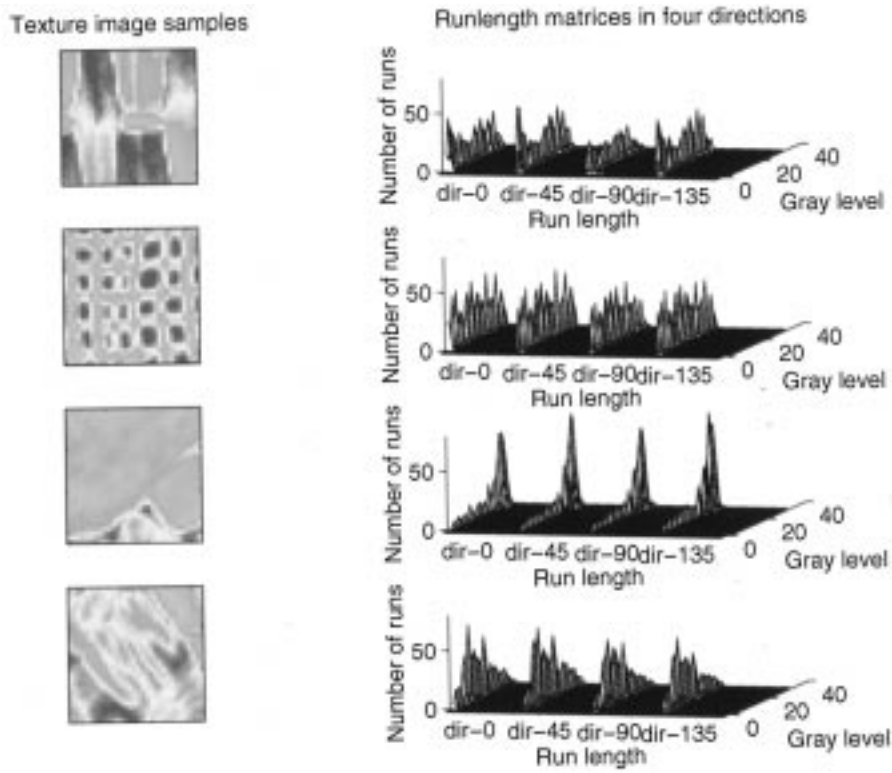 Texture image samples
Runlength matrices in four directions
Number of runs
50
0
dir-0 dir-45 dir-90 dir-135
Run length
0 20 40
Gray level
Number of runs
50
0
dir-0 dir-45 dir-90dir-135
Run length
0 20 40
Gray level
Number of runs
50
0
dir-0 dir-45 dir-90dir-135
Run length
0 20 40
Gray level
Number of runs
50
0
dir-0 dir-45 dir-90dir-135
Run length
0 20 40
Gray level